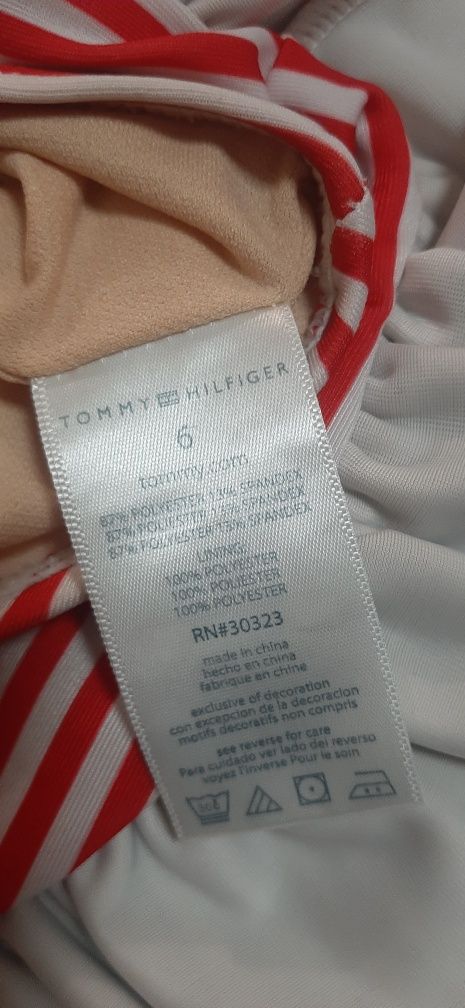 TOMMY HILFIGER
6
tommy.com
87% POLYESTER 13% SPANDEX
87% POLIESTER 13% SPANDEX
87% POLYESTER 13% SPANDEX
LINING:
100% POLYESTER
100% POLIESTER
100% POLYESTER
RN#30323
made in china
hecho en china
fabrique en chine
exclusive of decoration
con excepcion de la decoracion
motifs decoratifs non compris
see reverse for care
Para cuidado ver lado del reverso
voyez l'inverse Pour le soin